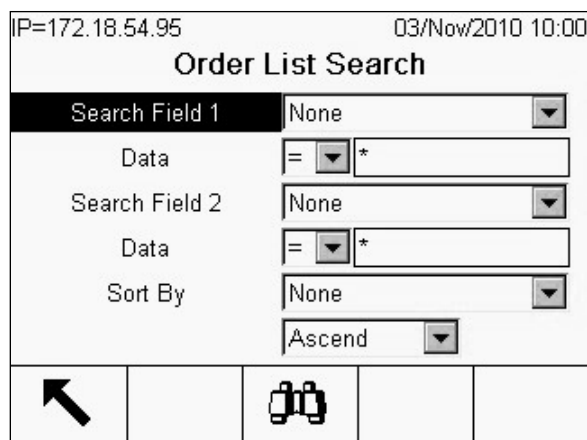 IP=172.18.54.95 03/Nov/2010 10:00
Order List Search
Search Field 1 None
Data = *
Search Field 2 None
Data = *
Sort By None
Ascend